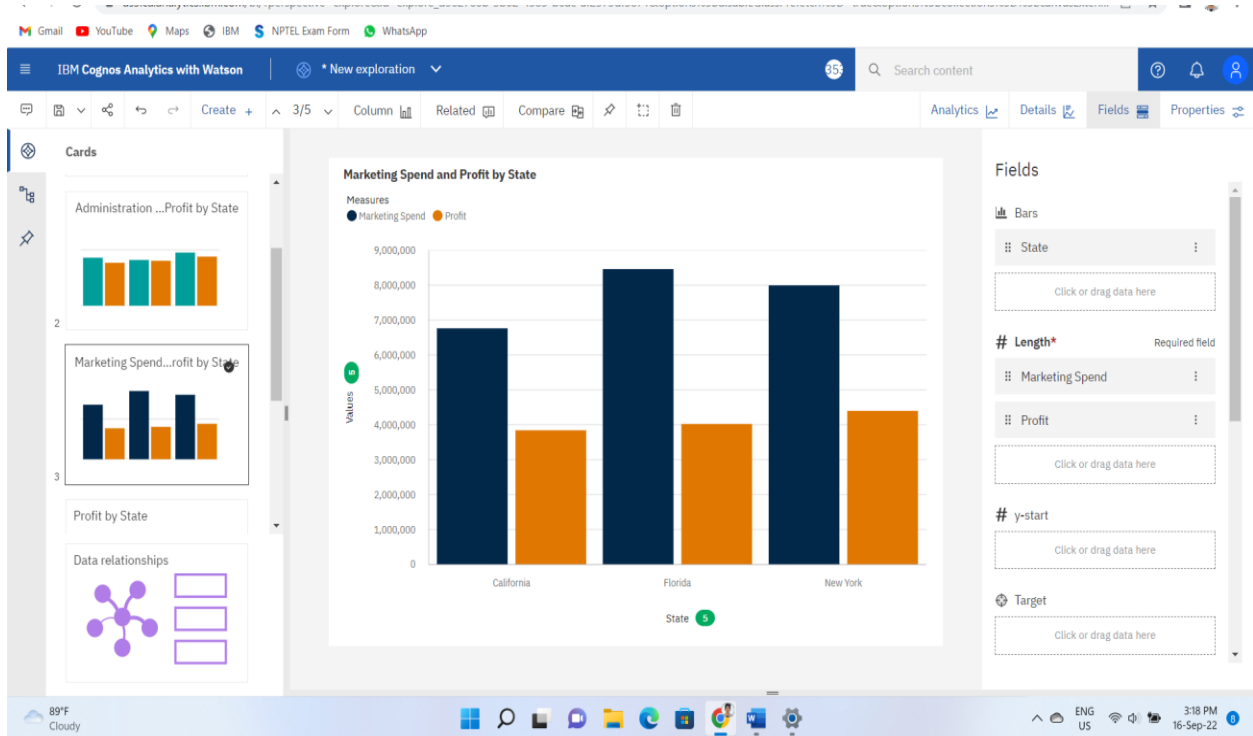 Gmail YouTube Maps IBM NPTEL Exam Form WhatsApp
IBM Cognos Analytics with Watson * New exploration 35 Search content
Create + 3/5 Column Related Compare Analytics Details Fields Properties
Cards
Administration ...Profit by State
2
Marketing Spend...rofit by State
3
Profit by State
Data relationships
Marketing Spend and Profit by State
Measures
Marketing Spend Profit
9,000,000
8,000,000
7,000,000
6,000,000
5,000,000
4,000,000
3,000,000
2,000,000
1,000,000
0
Values 5
California Florida New York
State 5
Fields
Bars
State
Click or drag data here
# Length* Required field
Marketing Spend
Profit
Click or drag data here
# y-start
Click or drag data here
Target
Click or drag data here
89°F
Cloudy
ENG
US
3:18 PM
16-Sep-22
8